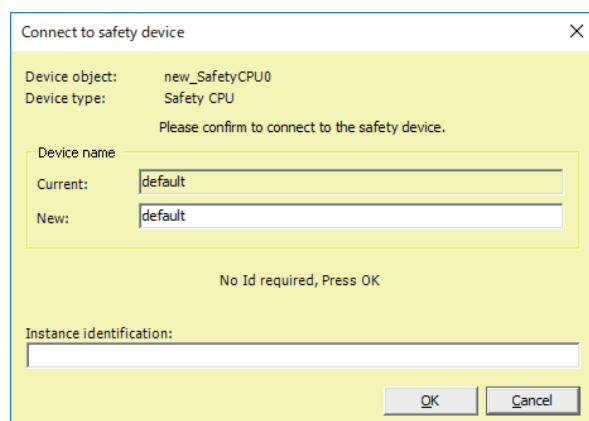 Connect to safety device
Device object: new_SafetyCPU0
Device type: Safety CPU
Please confirm to connect to the safety device.
Device name
Current: default
New: default
No Id required, Press OK
Instance identification:
OK Cancel